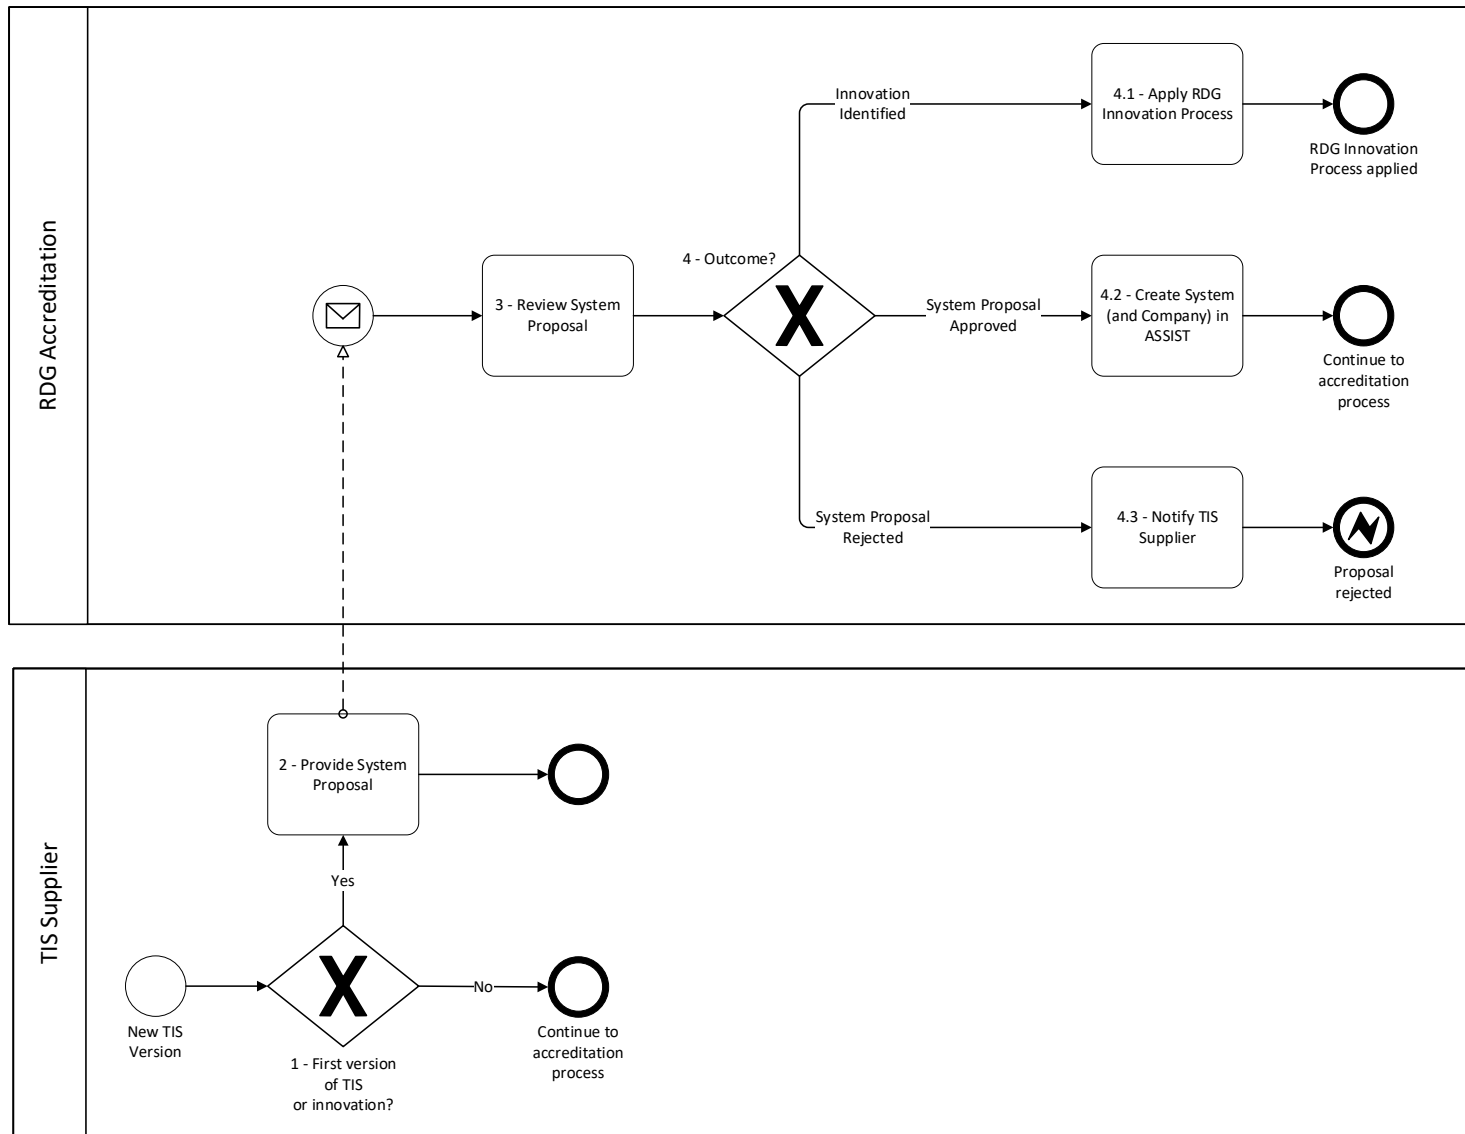 RDG Accreditation
Innovation
Identified
4.1 - Apply RDG
Innovation Process
RDG Innovation
Process applied
4 - Outcome?
3 - Review System
Proposal
X
System Proposal
Approved
4.2 - Create System
(and Company) in
ASSIST
Continue to
accreditation
process
System Proposal
Rejected
4.3 - Notify TIS
Supplier
Proposal
rejected
TIS Supplier
2 - Provide System
Proposal
Yes
New TIS
Version
X
No
1 - First version
of TIS
or innovation?
Continue to
accreditation
process